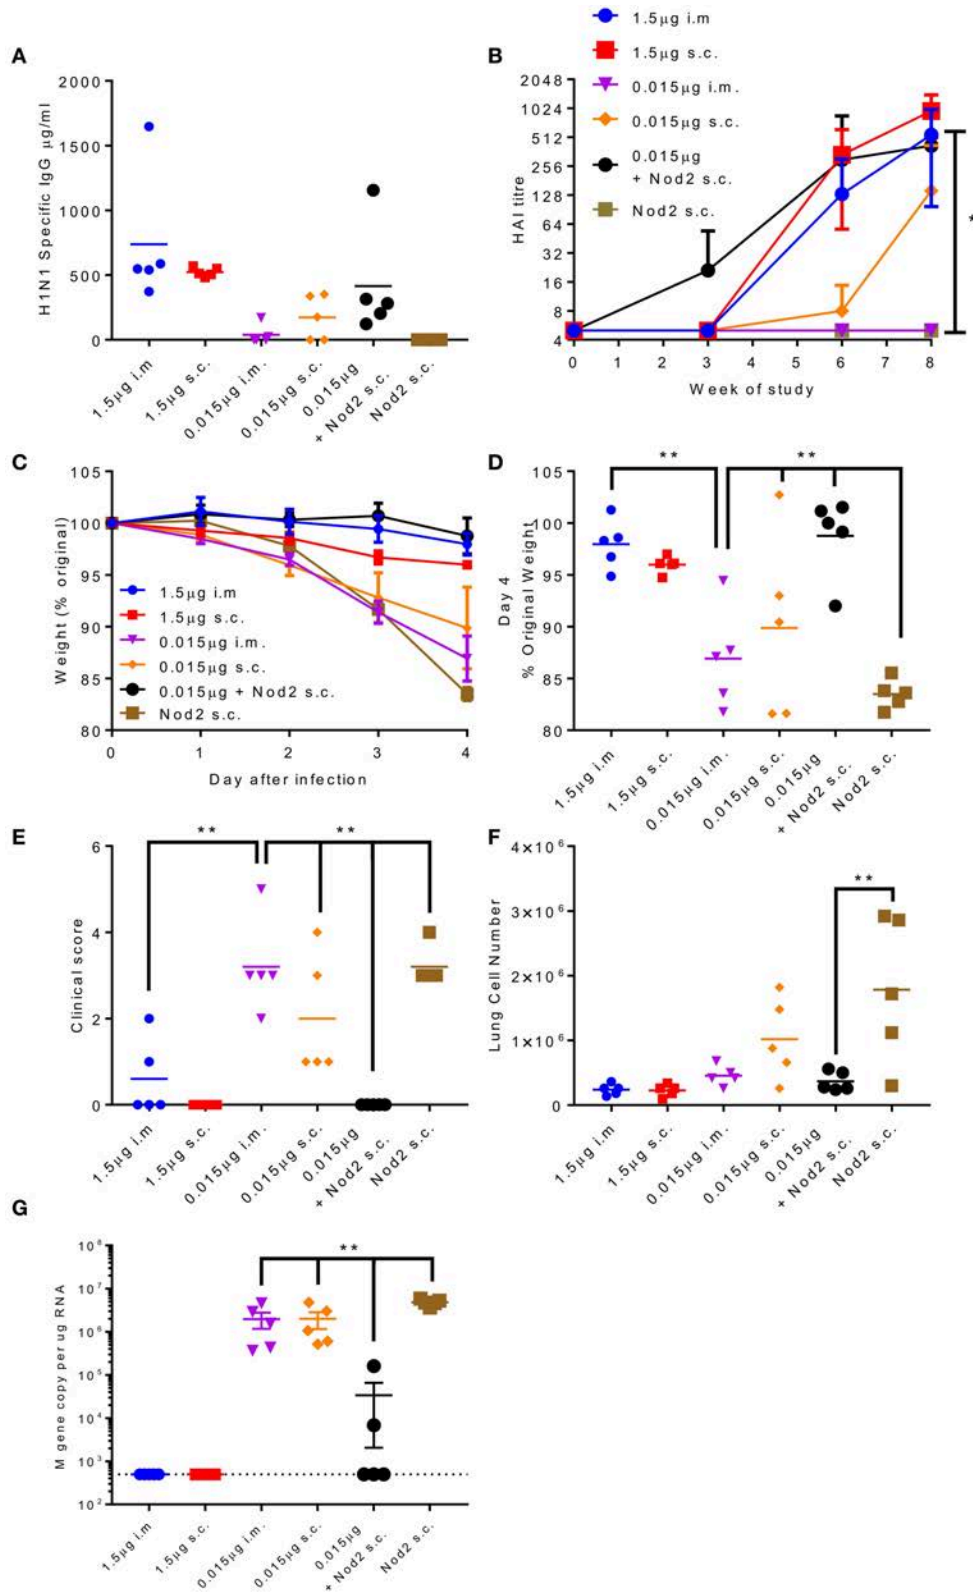 A
H1N1 Specific IgG µg/ml
2000
1500
1000
500
0
1.5µg i.m
1.5µg s.c.
0.015µg i.m.
0.015µg s.c.
0.015µg
+ Nod2 s.c.
Nod2 s.c.
B
1.5µg i.m
1.5µg s.c.
0.015µg i.m.
0.015µg s.c.
0.015µg
+ Nod2 s.c.
Nod2 s.c.
HAI titre
2048
1024
512
256
128
64
32
16
8
4
0 1 2 3 4 5 6 7 8
Week of study
*
C
Weight (% original)
105
100
95
90
85
80
1.5µg i.m
1.5µg s.c.
0.015µg i.m.
0.015µg s.c.
0.015µg + Nod2 s.c.
Nod2 s.c.
0 1 2 3 4
Day after infection
D
Day 4
% Original Weight
105
100
95
90
85
80
** **
1.5µg i.m
1.5µg s.c.
0.015µg i.m.
0.015µg s.c.
0.015µg
+ Nod2 s.c.
Nod2 s.c.
E
Clinical score
6
4
2
0
** **
1.5µg i.m
1.5µg s.c.
0.015µg i.m.
0.015µg s.c.
0.015µg
+ Nod2 s.c.
Nod2 s.c.
F
Lung Cell Number
4×10⁶
3×10⁶
2×10⁶
1×10⁶
0
**
1.5µg i.m
1.5µg s.c.
0.015µg i.m.
0.015µg s.c.
0.015µg
+ Nod2 s.c.
Nod2 s.c.
G
M gene copy per ug RNA
10⁸
10⁷
10⁶
10⁵
10⁴
10³
10²
**
1.5µg i.m
1.5µg s.c.
0.015µg i.m.
0.015µg s.c.
0.015µg
+ Nod2 s.c.
Nod2 s.c.